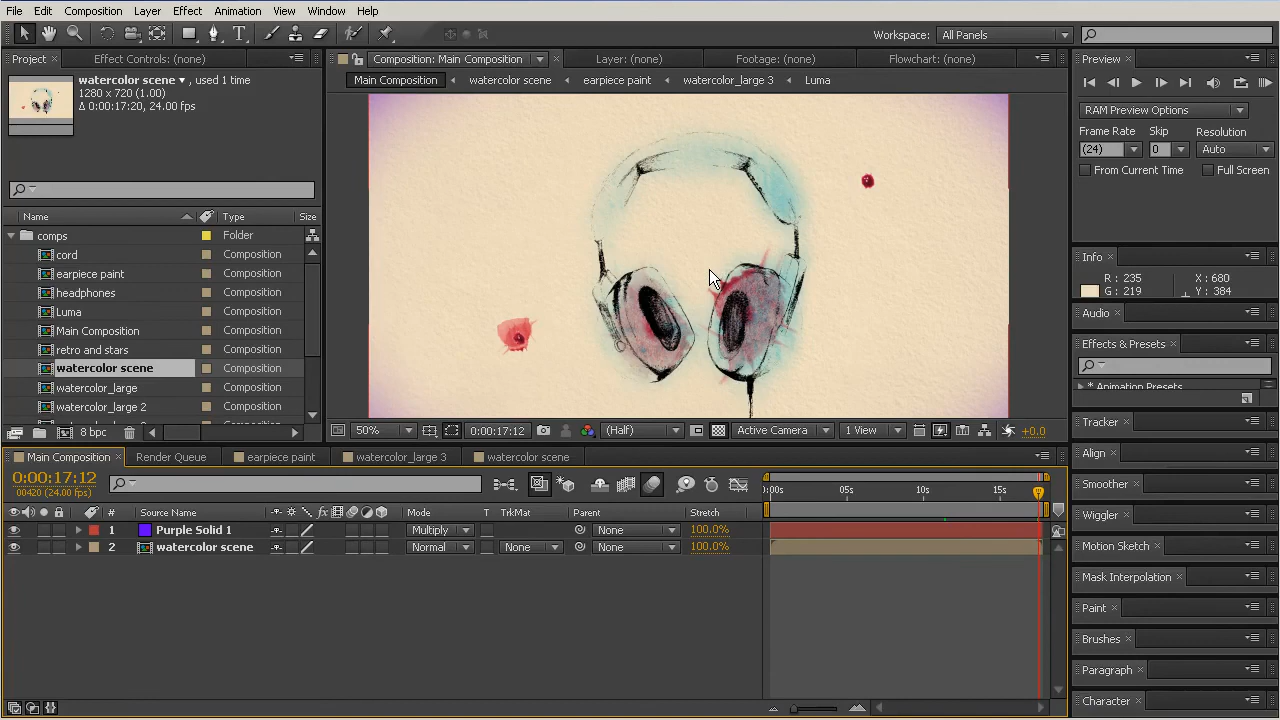 File Edit Composition Layer Effect Animation View Window Help
Workspace: All Panels
Project Effect Controls: (none)
Composition: Main Composition Layer: (none) Footage: (none) Flowchart: (none)
Preview
watercolor scene , used 1 time
1280 x 720 (1.00)
Δ 0:00:17:20, 24.00 fps
Main Composition watercolor scene earpiece paint watercolor_large 3 Luma
RAM Preview Options
Frame Rate Skip Resolution
(24) 0 Auto
From Current Time Full Screen
Name Type Size
comps Folder
cord Composition
earpiece paint Composition
headphones Composition
Luma Composition
Main Composition Composition
retro and stars Composition
watercolor scene Composition
watercolor_large Composition
watercolor_large 2 Composition
8 bpc
Info
R : 235
G : 219
X : 680
Y : 384
Audio
Effects & Presets
* Animation Presets
Tracker
Align
Smoother
Wiggler
Motion Sketch
Mask Interpolation
Paint
Brushes
Paragraph
Character
50% 0:00:17:12 (Half) Active Camera 1 View +0.0
Main Composition Render Queue earpiece paint watercolor_large 3 watercolor scene
0:00:17:12
00420 (24.00 fps)
:00s 05s 10s 15s
# Source Name Mode T TrkMat Parent Stretch
1 Purple Solid 1 Multiply None 100.0%
2 watercolor scene Normal None None 100.0%